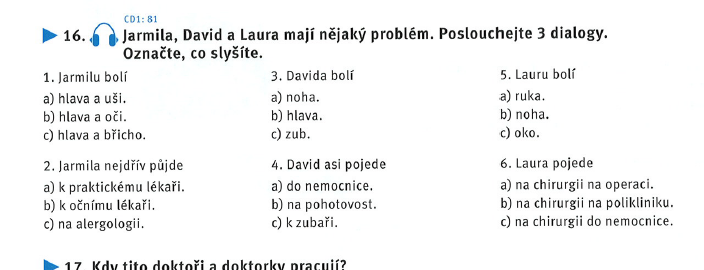 CD1: 81
16. Jarmila, David a Laura mají nějaký problém. Poslouchejte 3 dialogy.
Označte, co slyšíte.
1. Jarmilu bolí
a) hlava a uši.
b) hlava a oči.
c) hlava a břicho.
2. Jarmila nejdřív půjde
a) k praktickému lékaři.
b) k očnímu lékaři.
c) na alergologii.
3. Davida bolí
a) noha.
b) hlava.
c) zub.
4. David asi pojede
a) do nemocnice.
b) na pohotovost.
c) k zubaři.
5. Lauru bolí
a) ruka.
b) noha.
c) oko.
6. Laura pojede
a) na chirurgii na operaci.
b) na chirurgii na polikliniku.
c) na chirurgii do nemocnice.
17. Kdy tito doktoři a doktorky pracují?